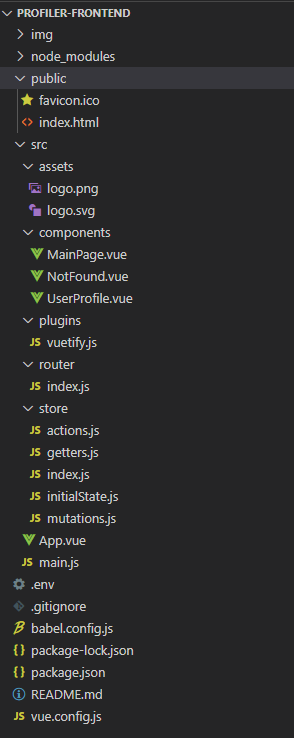 PROFILER-FRONTEND
img
node_modules
public
favicon.ico
<> index.html
src
assets
logo.png
logo.svg
components
MainPage.vue
NotFound.vue
UserProfile.vue
plugins
JS vuetify.js
router
JS index.js
store
JS actions.js
JS getters.js
JS index.js
JS initialState.js
JS mutations.js
App.vue
JS main.js
.env
.gitignore
babel.config.js
{} package-lock.json
{} package.json
README.md
JS vue.config.js